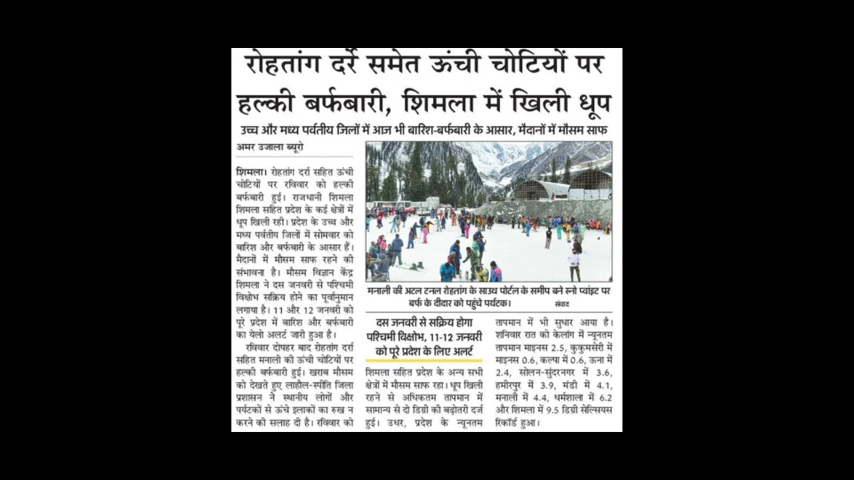 रोहतांग दर्रे समेत ऊंची चोटियों पर
हल्की बर्फबारी, शिमला में खिली धूप
उच्च और मध्य पर्वतीय जिलों में आज भी बारिश-बर्फबारी के आसार, मैदानों में मौसम साफ
अमर उजाला ब्यूरो
शिमला। रोहतांग दर्रा सहित ऊंची
चोटियों पर रविवार को हल्की
बर्फबारी हुई। राजधानी शिमला
शिमला सहित प्रदेश के कई क्षेत्रों में
धूप खिली रही। प्रदेश के उच्च और
मध्य पर्वतीय जिलों में सोमवार को
बारिश और बर्फबारी के आसार हैं।
मैदानों में मौसम साफ रहने की
संभावना है। मौसम विज्ञान केंद्र
शिमला ने दस जनवरी से पश्चिमी
विक्षोभ सक्रिय होने का पूर्वानुमान
लगाया है। 11 और 12 जनवरी को
पूरे प्रदेश में बारिश और बर्फबारी
का येलो अलर्ट जारी हुआ है।
रविवार दोपहर बाद रोहतांग दर्रा
सहित मनाली की ऊंची चोटियों पर
हल्की बर्फबारी हुई। खराब मौसम
को देखते हुए लाहौल-स्पीति जिला
प्रशासन ने स्थानीय लोगों और
पर्यटकों से ऊंचे इलाकों का रुख न
करने की सलाह दी है। रविवार को
मनाली की अटल टनल रोहतांग के साउथ पोर्टल के समीप बने स्नो प्वाइंट पर
बर्फ के दीदार को पहुंचे पर्यटक। संवाद
दस जनवरी से सक्रिय होगा
पश्चिमी विक्षोभ, 11-12 जनवरी
को पूरे प्रदेश के लिए अलर्ट
शिमला सहित प्रदेश के अन्य सभी
क्षेत्रों में मौसम साफ रहा। धूप खिली
रहने से अधिकतम तापमान में
सामान्य से दो डिग्री की बढ़ोतरी दर्ज
हुई। उधर, प्रदेश के न्यूनतम
तापमान में भी सुधार आया है।
शनिवार रात को केलांग में न्यूनतम
तापमान माइनस 2.5, कुकुमसेरी में
माइनस 0.6, कल्पा में 0.6, ऊना में
2.4, सोलन-सुंदरनगर में 3.6,
हमीरपुर में 3.9, मंडी में 4.1,
मनाली में 4.4, धर्मशाला में 6.2
और शिमला में 9.5 डिग्री सेल्सियस
रिकॉर्ड हुआ।